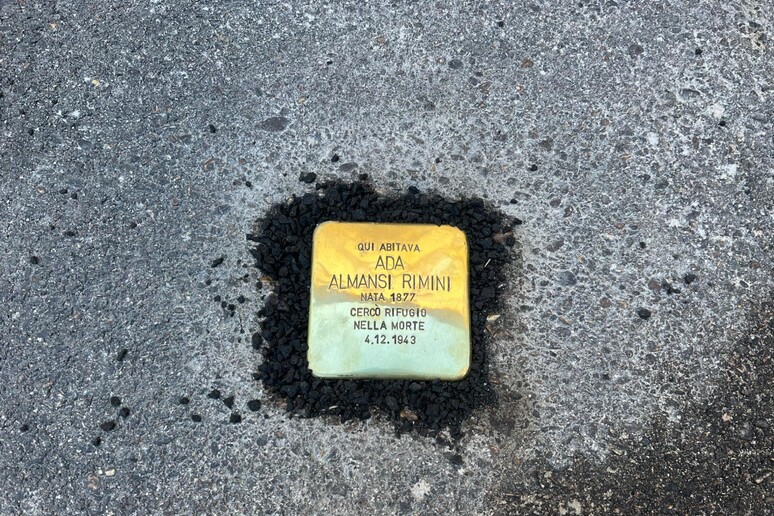 QUI ABITAVA
ADA
ALMANSI RIMINI
NATA 1877
CERCÒ RIFUGIO
NELLA MORTE
4.12.1943